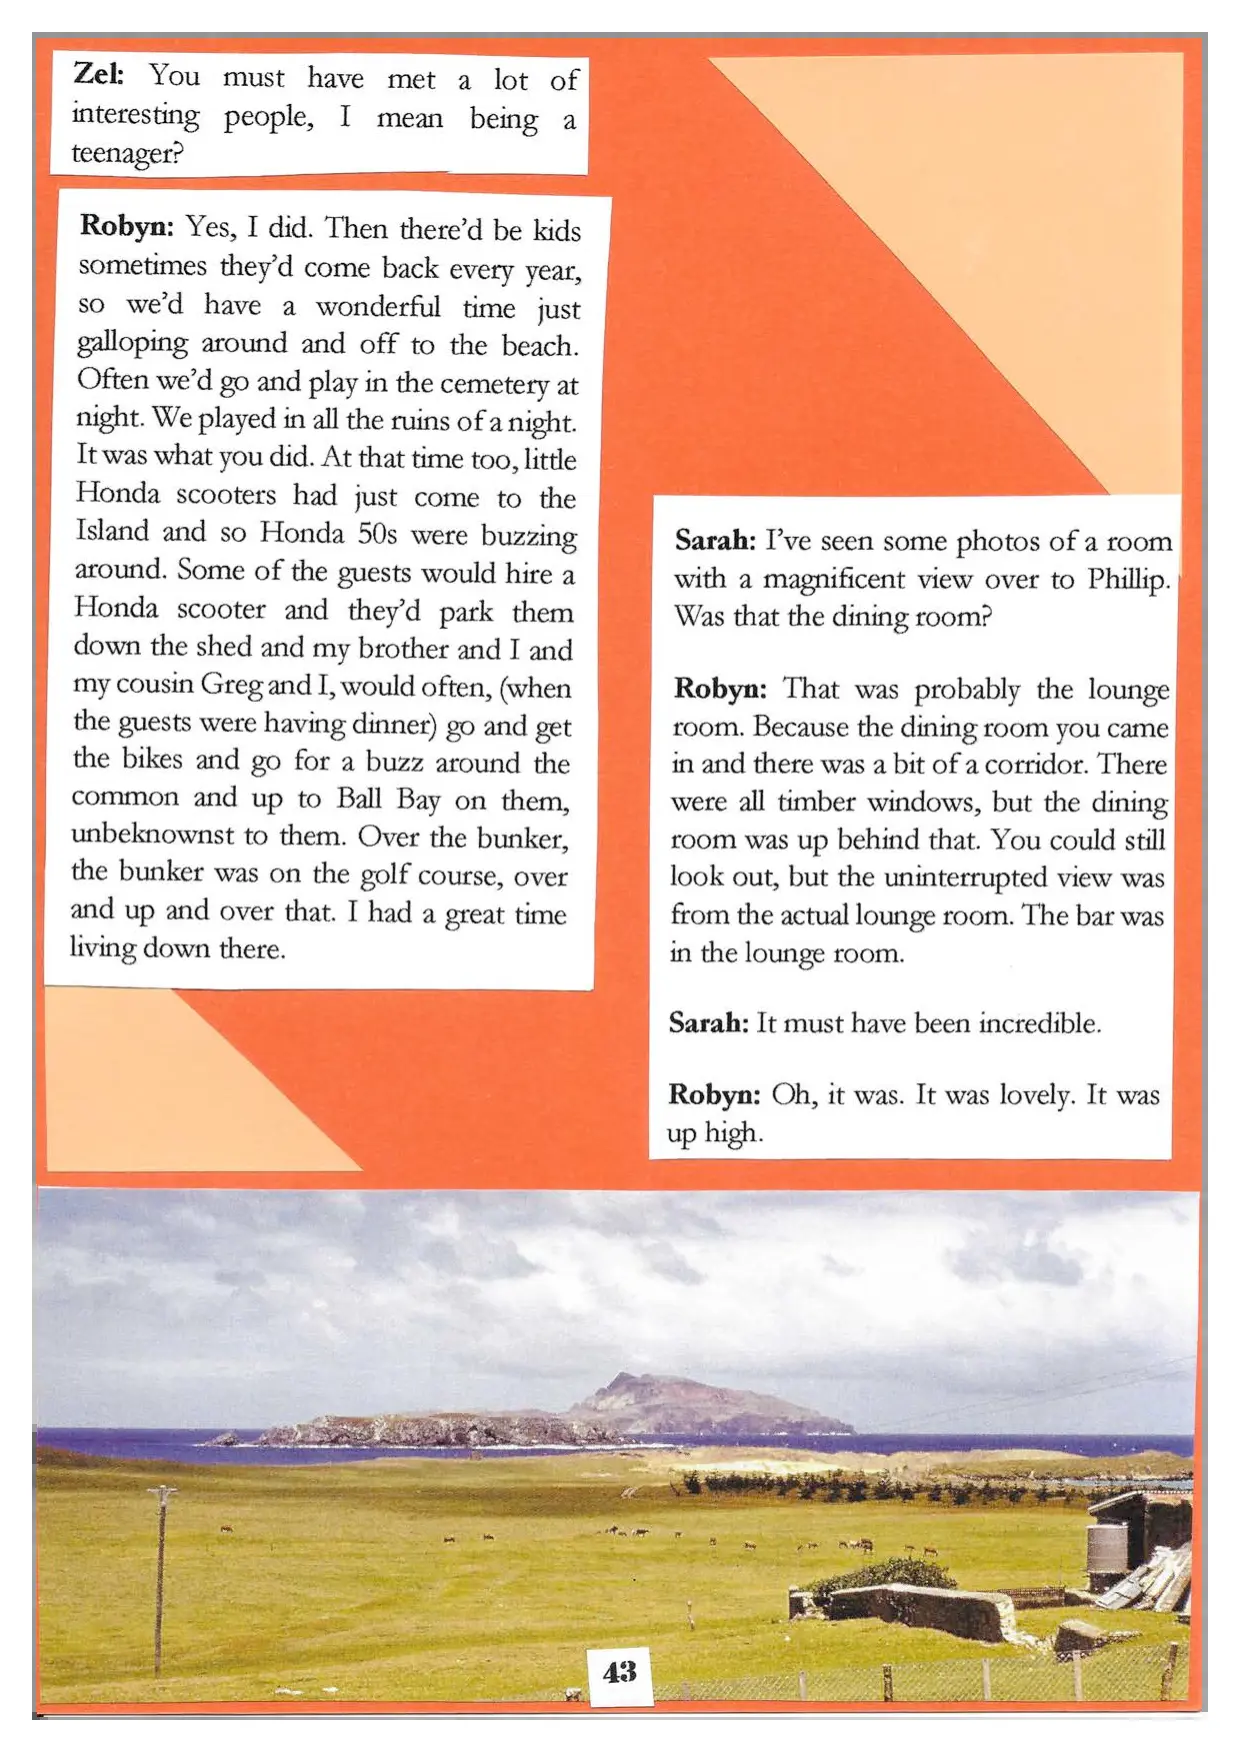 Zel: You must have met a lot of
interesting people, I mean being a
teenager?
Robyn: Yes, I did. Then there’d be kids
sometimes they’d come back every year,
so we’d have a wonderful time just
galloping around and off to the beach.
Often we’d go and play in the cemetery at
night. We played in all the ruins of a night.
It was what you did. At that time too, little
Honda scooters had just come to the
Island and so Honda 50s were buzzing
around. Some of the guests would hire a
Honda scooter and they’d park them
down the shed and my brother and I and
my cousin Greg and I, would often, (when
the guests were having dinner) go and get
the bikes and go for a buzz around the
common and up to Ball Bay on them,
unbeknownst to them. Over the bunker,
the bunker was on the golf course, over
and up and over that. I had a great time
living down there.
Sarah: I’ve seen some photos of a room
with a magnificent view over to Phillip.
Was that the dining room?
Robyn: That was probably the lounge
room. Because the dining room you came
in and there was a bit of a corridor. There
were all timber windows, but the dining
room was up behind that. You could still
look out, but the uninterrupted view was
from the actual lounge room. The bar was
in the lounge room.
Sarah: It must have been incredible.
Robyn: Oh, it was. It was lovely. It was
up high.
43